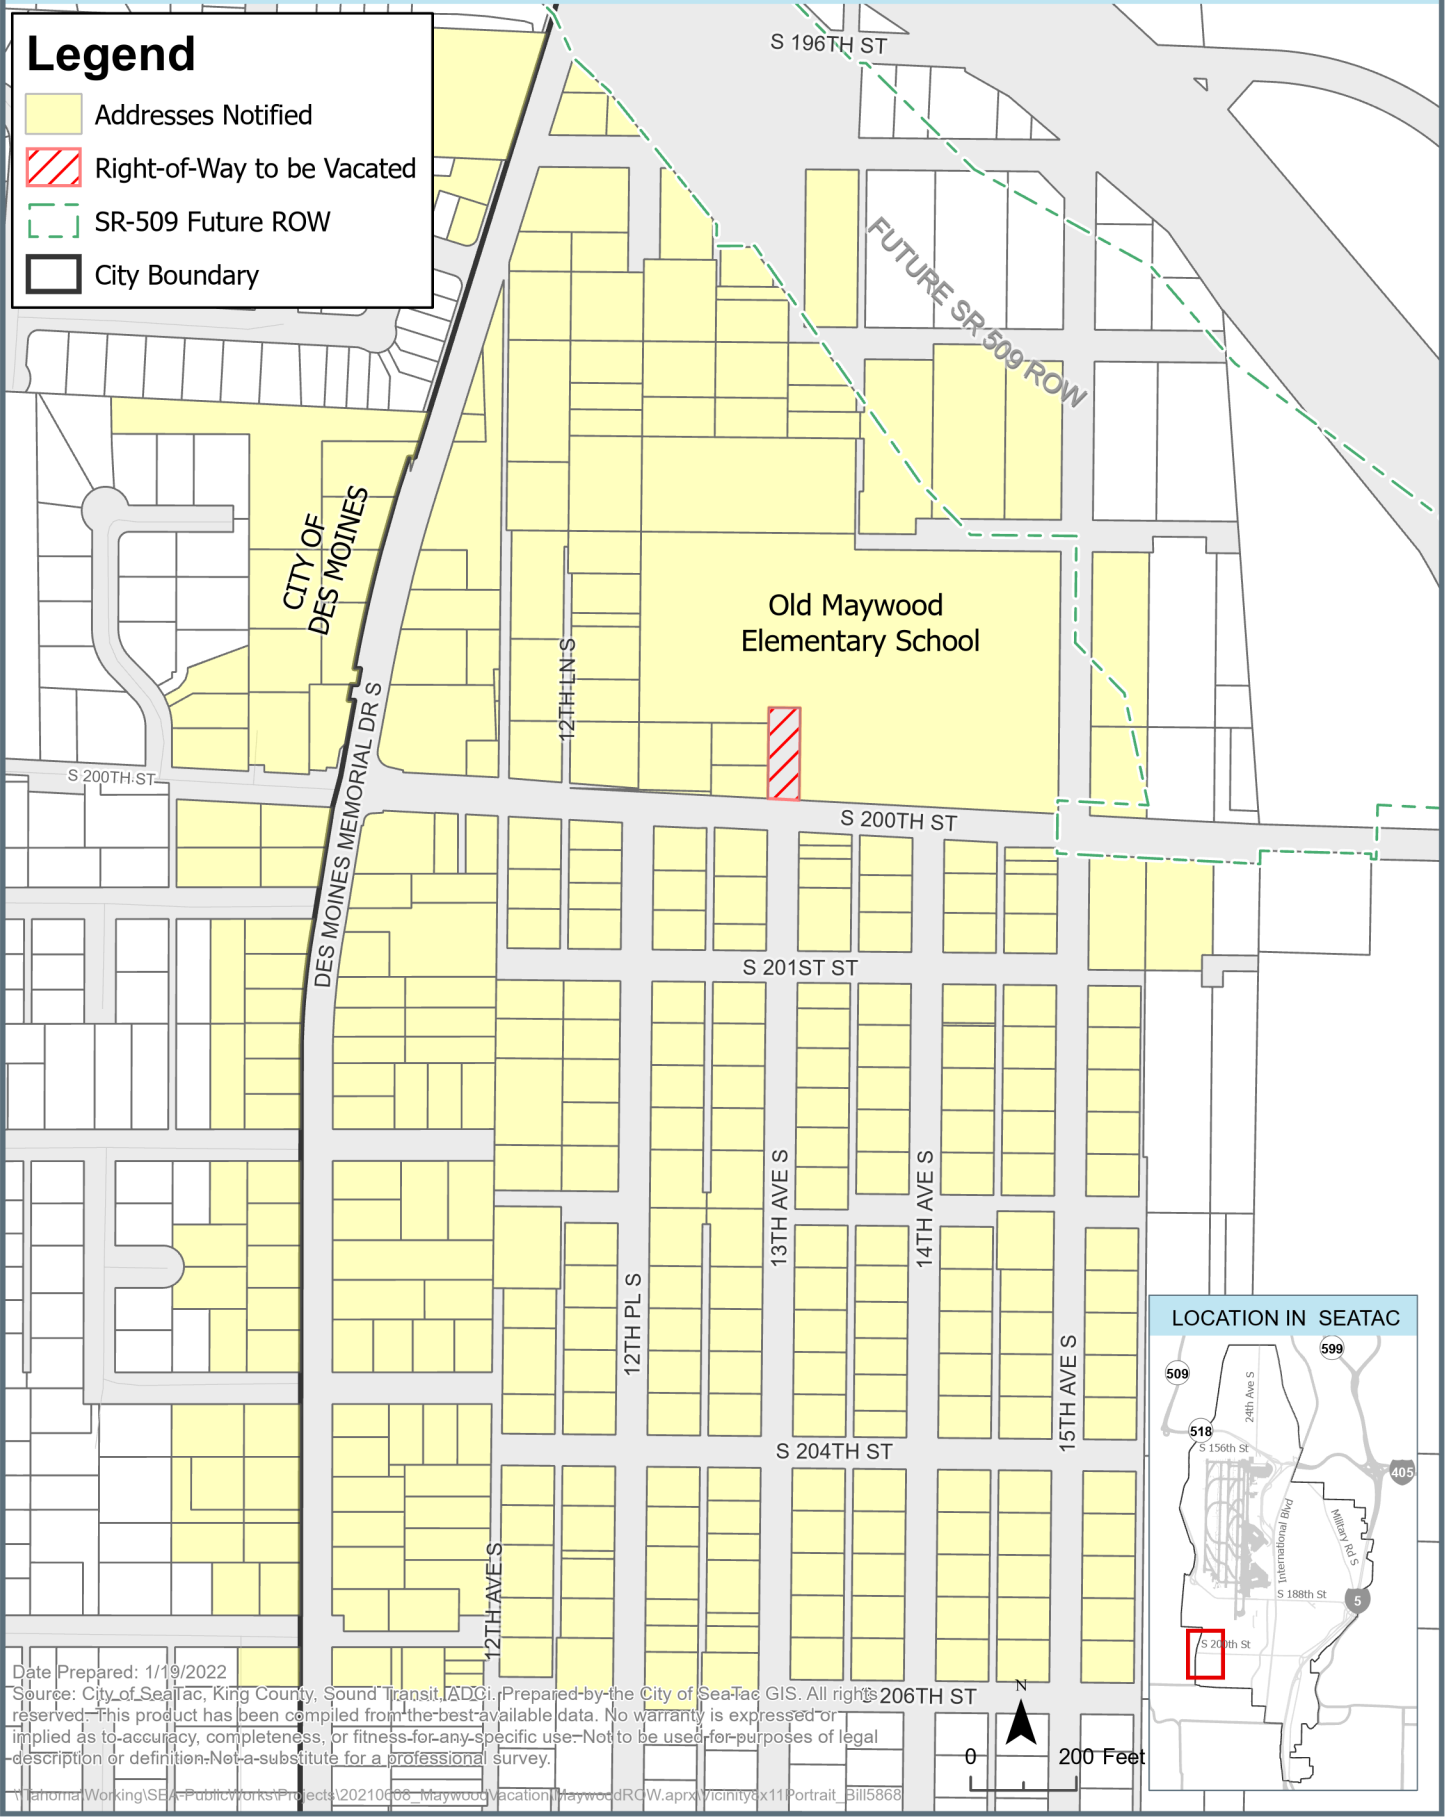 Legend
Addresses Notified
Right-of-Way to be Vacated
SR-509 Future ROW
City Boundary
S 196TH ST
FUTURE SR 509 ROW
CITY OF
DES MOINES
Old Maywood
Elementary School
12TH LN S
DES MOINES MEMORIAL DR S
S 200TH ST
S 200TH ST
S 201ST ST
13TH AVE S
14TH AVE S
12TH PL S
15TH AVE S
S 204TH ST
12TH AVE S
206TH ST
LOCATION IN SEATAC
599
509
24th Ave S
518
S 156th St
405
International Blvd
Military Rd S
S 188th St
5
S 200th St
N
0 200 Feet
Date Prepared: 1/19/2022
Source: City of SeaTac, King County, Sound Transit, ADCi. Prepared by the City of SeaTac GIS. All rights
reserved. This product has been compiled from the best available data. No warranty is expressed or
implied as to accuracy, completeness, or fitness for any specific use. Not to be used for purposes of legal
description or definition.Not a substitute for a professional survey.